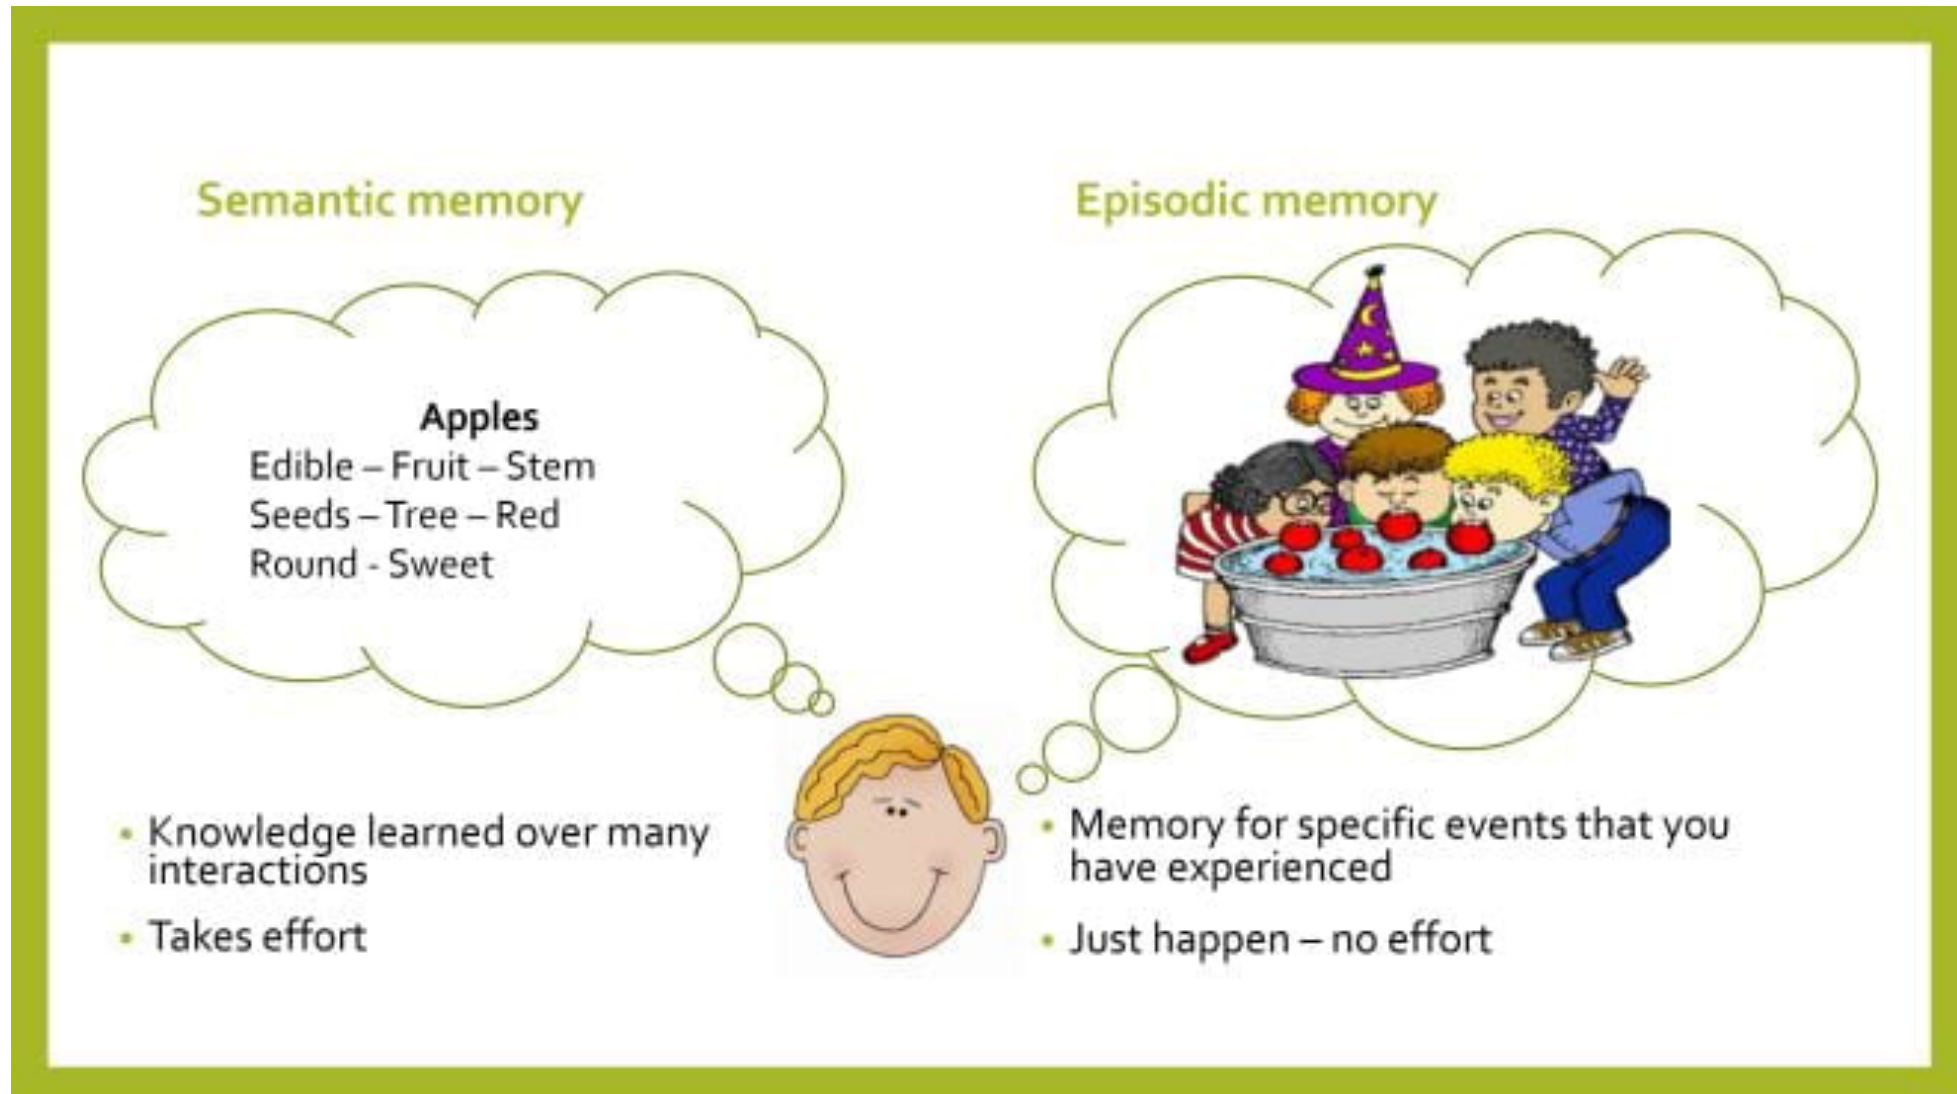 Semantic memory
Apples
Edible – Fruit – Stem
Seeds – Tree – Red
Round - Sweet
• Knowledge learned over many
interactions
• Takes effort
Episodic memory
• Memory for specific events that you
have experienced
• Just happen – no effort